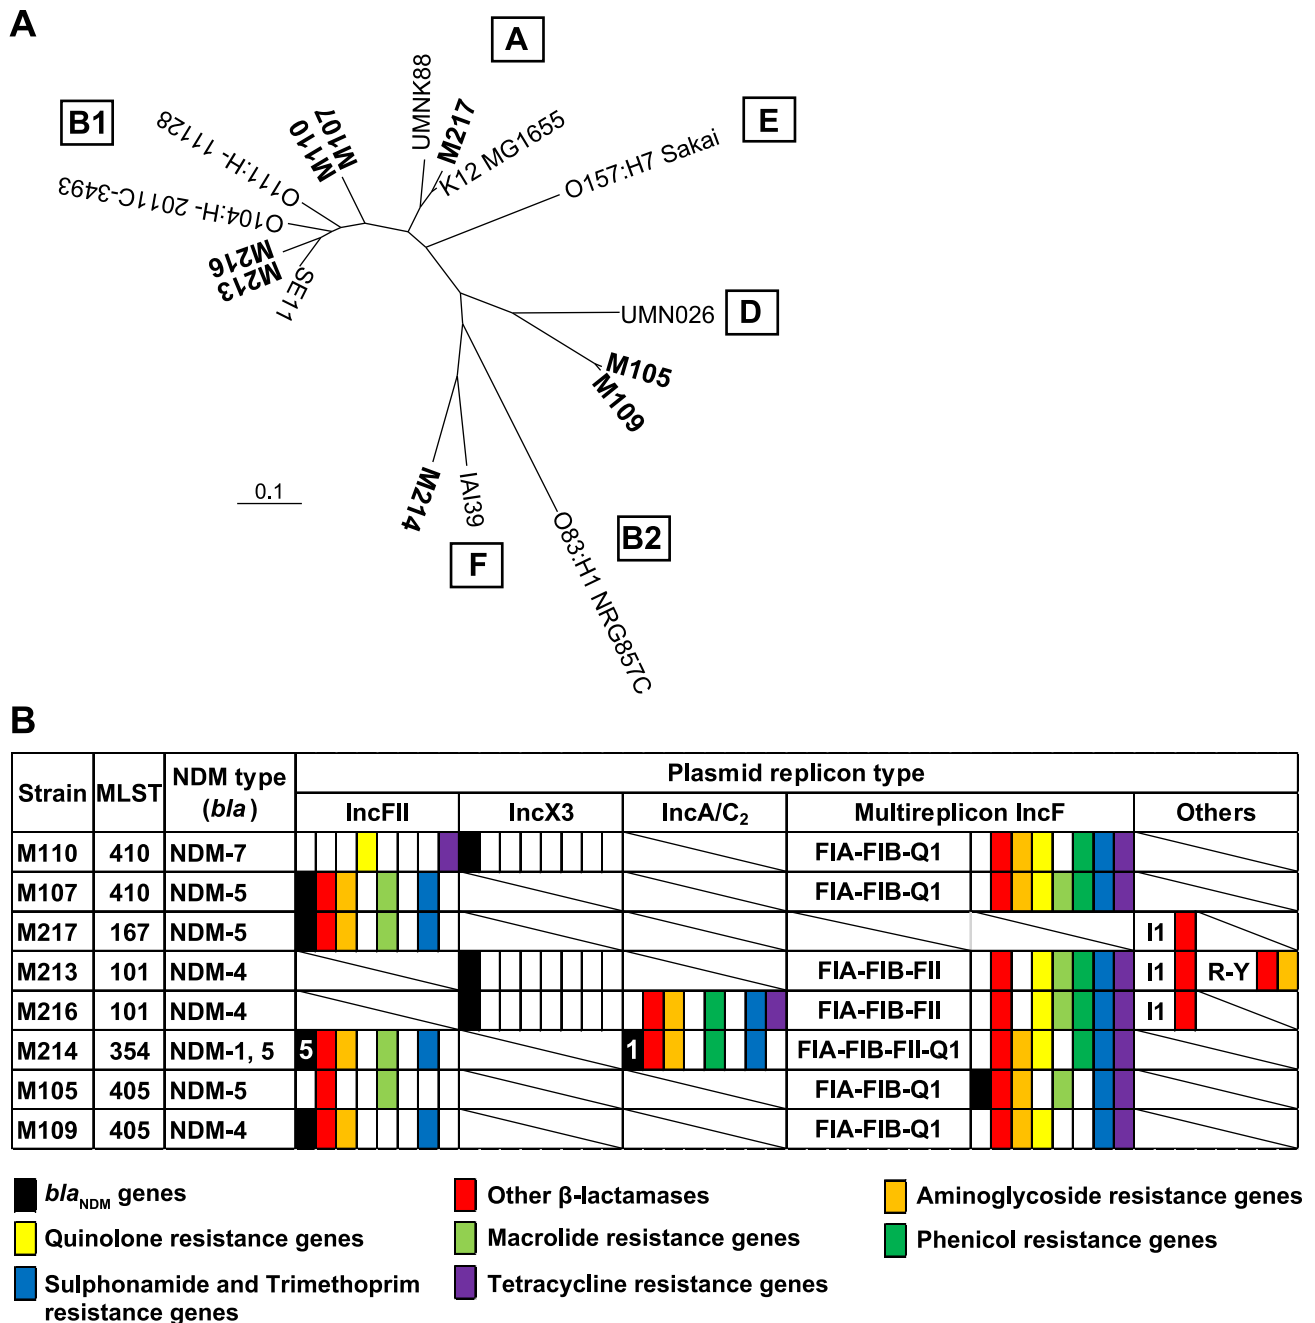 A
A
B1
E
UMNK88
M217
K12 MG1655
O157:H7 Sakai
M107
M110
O111:H- 11128
O104:H- 2011C-3493
M216
M213
SE11
UMN026
D
M105
M109
M214
IAI39
F
O83:H1 NRG857C
B2
0.1
B
Strain MLST NDM type (bla) Plasmid replicon type
IncFII IncX3 IncA/C2 Multireplicon IncF Others
M110 410 NDM-7 FIA-FIB-Q1
M107 410 NDM-5 FIA-FIB-Q1
M217 167 NDM-5 I1
M213 101 NDM-4 FIA-FIB-FII I1 R-Y
M216 101 NDM-4 FIA-FIB-FII I1
M214 354 NDM-1, 5 5 1 FIA-FIB-FII-Q1
M105 405 NDM-5 FIA-FIB-Q1
M109 405 NDM-4 FIA-FIB-Q1
blaNDM genes
Other β-lactamases
Aminoglycoside resistance genes
Quinolone resistance genes
Macrolide resistance genes
Phenicol resistance genes
Sulphonamide and Trimethoprim
resistance genes
Tetracycline resistance genes